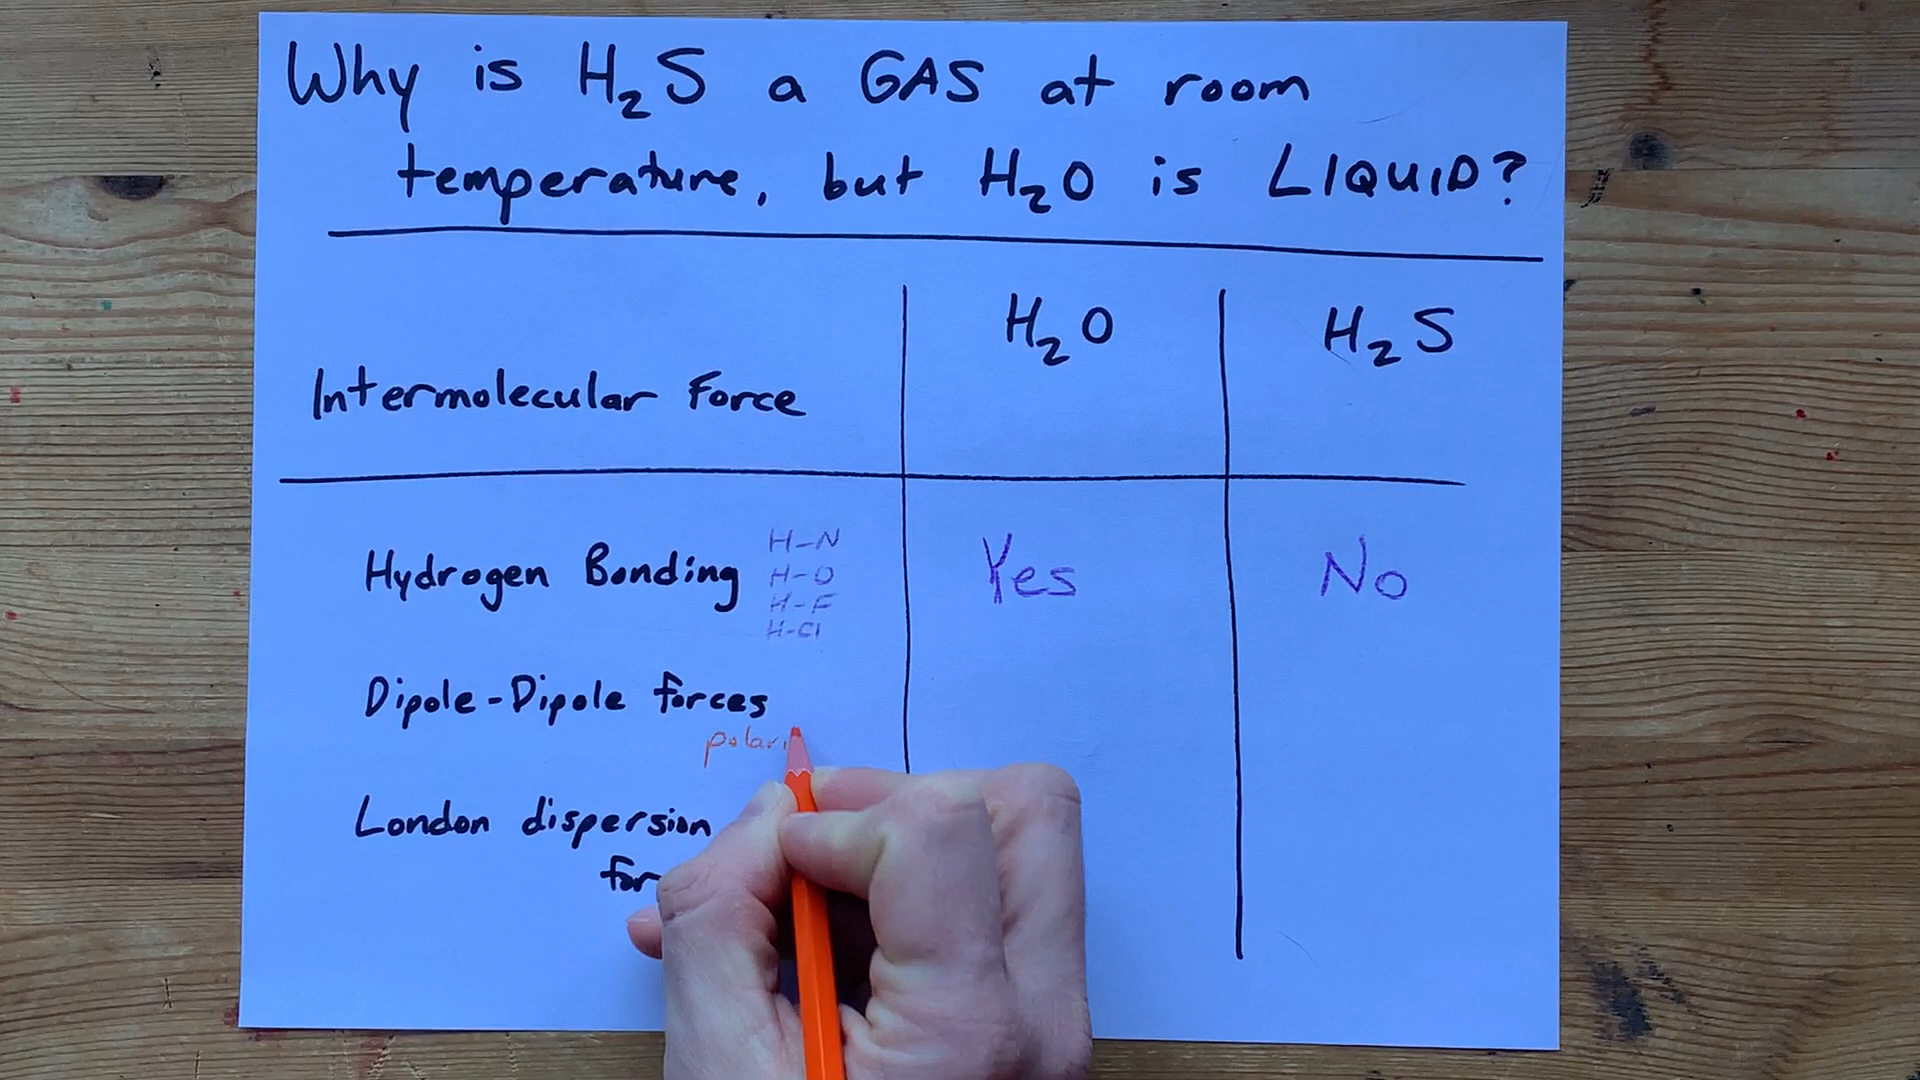 Why is H₂S a GAS at room
temperature, but H₂O is LIQUID?
H₂O
H₂S
Intermolecular Force
Hydrogen Bonding
H-N
H-O
H-F
H-Cl
Yes
No
Dipole-Dipole forces
London dispersion